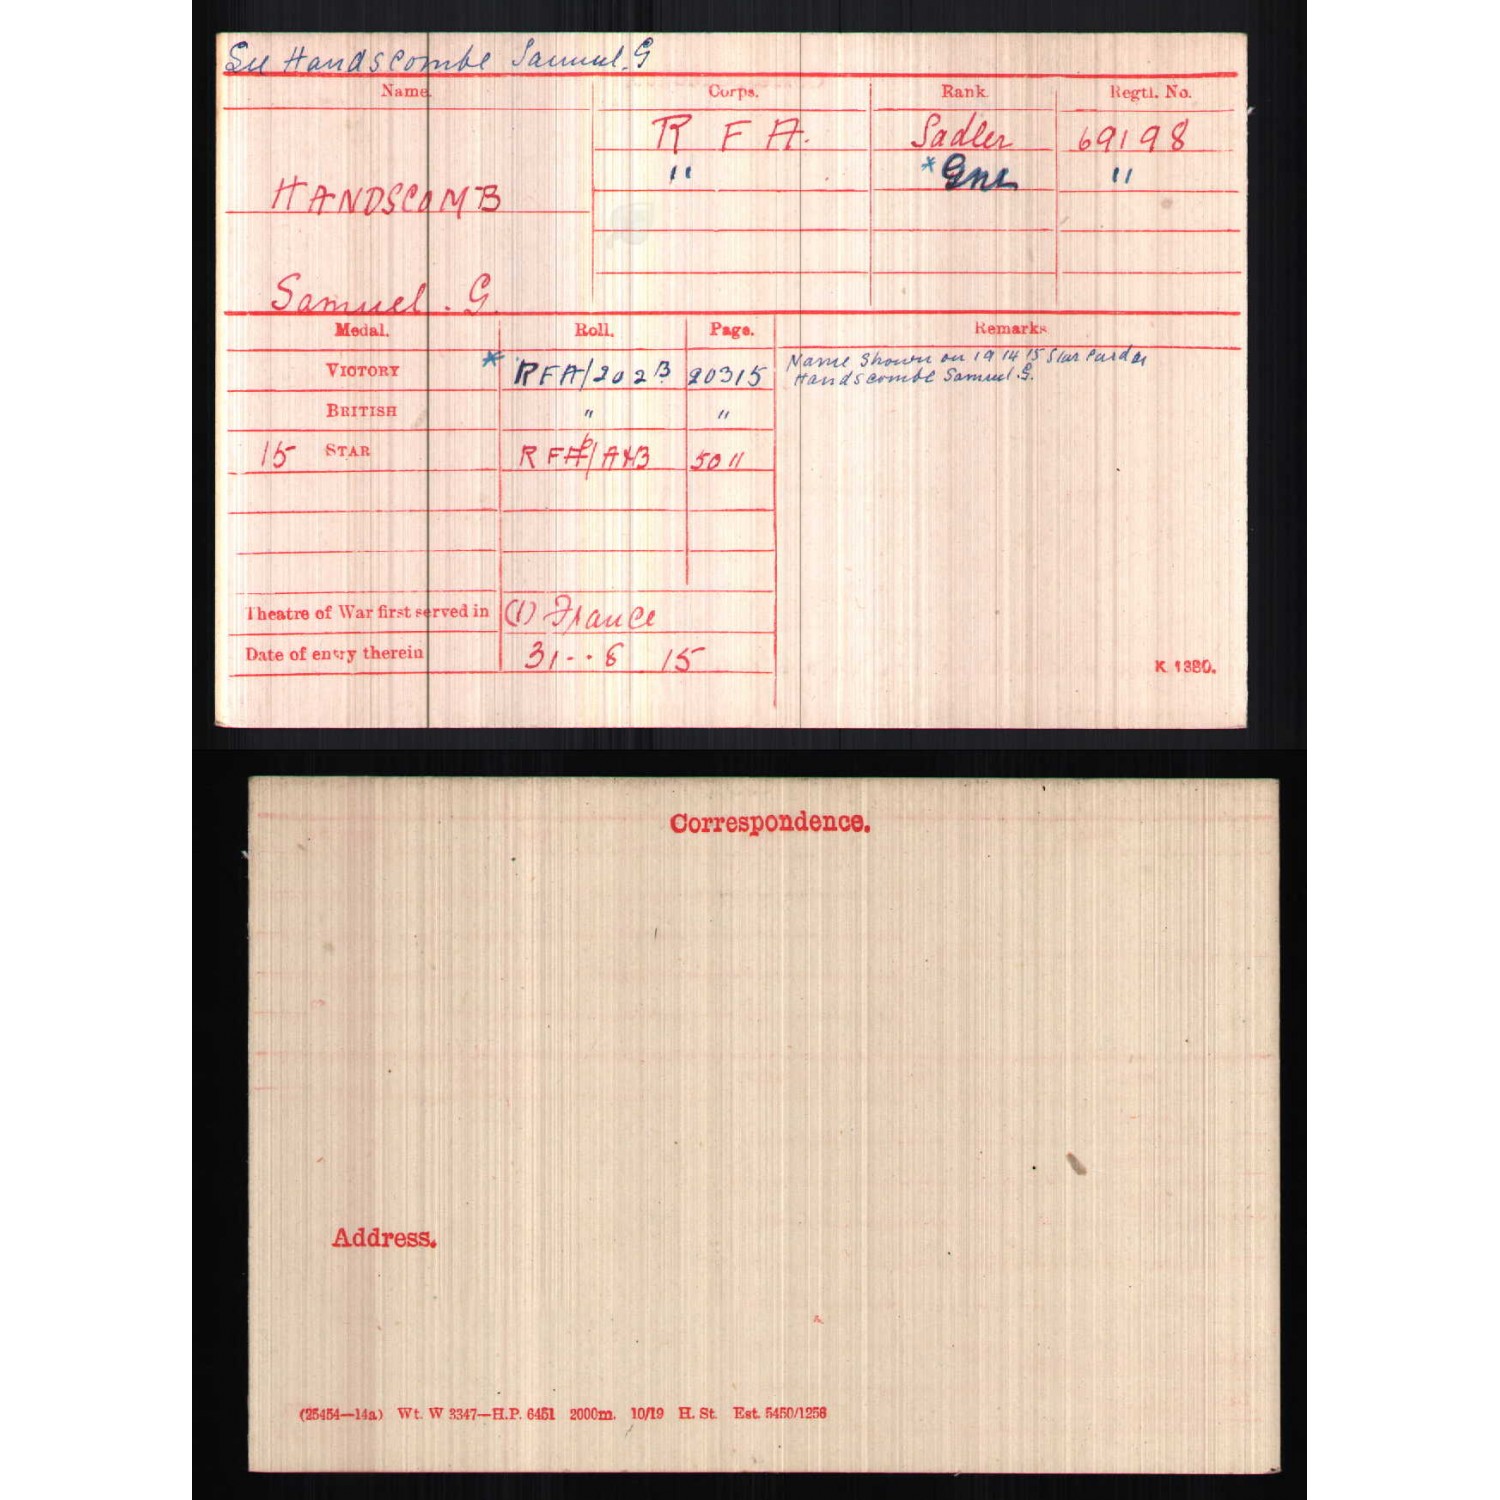 See Handscombe Samuel. G
Name. Corps. Rank. Regtl. No.
R F A. Sadler 69198
" * Gnr "
HANDSCOMB
Samuel. G.
Medal. Roll. Page. Remarks
VICTORY * RFA/202B 20315 Name Shown on 1914 15 Star Card as
Handscombe Samuel. G.
BRITISH " "
15 STAR RFA/ 5011
Theatre of War first served in (1) France
Date of entry therein 31 - 8 15
K 1380.
Correspondence.
Address.
(25454—14a) Wt. W 3347—H.P. 6451 2000m. 10/19 H. St. Est. 5450/1256